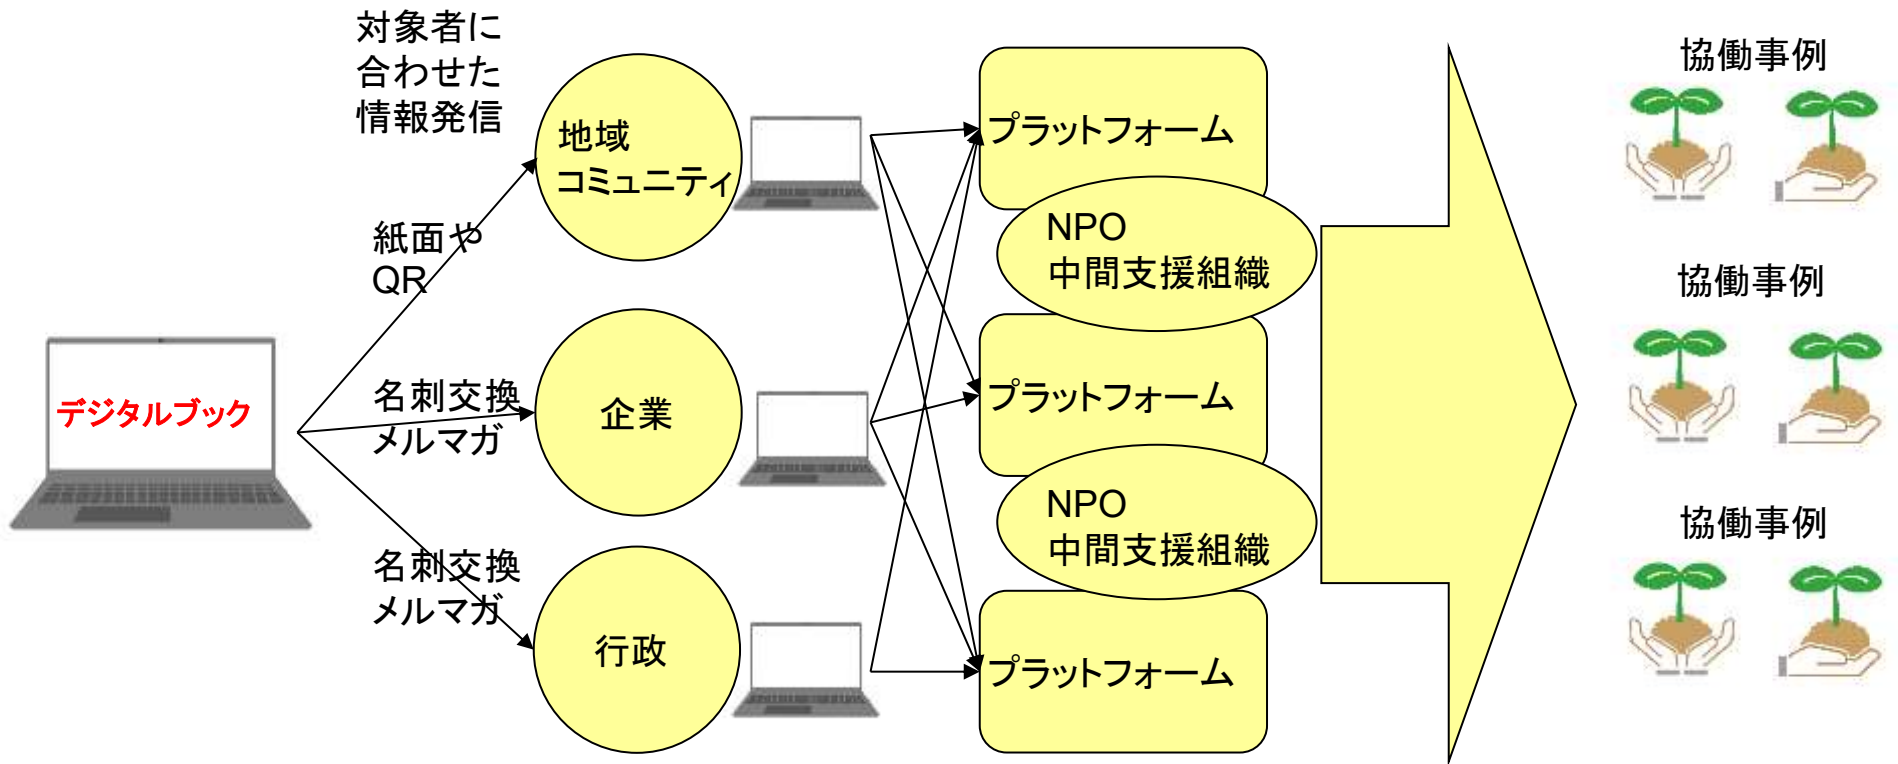 対象者に
合わせた
情報発信
紙面や
QR
名刺交換
メルマガ
名刺交換
メルマガ
デジタルブック
地域
コミュニティ
企業
行政
プラットフォーム
NPO
中間支援組織
プラットフォーム
NPO
中間支援組織
プラットフォーム
協働事例
協働事例
協働事例